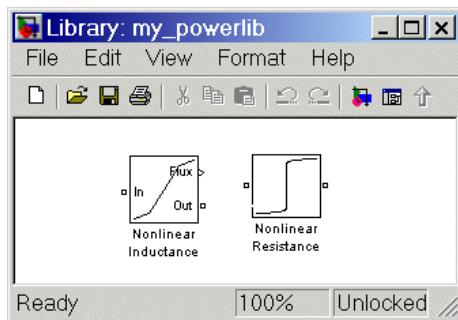 Library: my_powerlib
File Edit View Format Help
Flux
In
Out
Nonlinear
Inductance
Nonlinear
Resistance
Ready 100% Unlocked